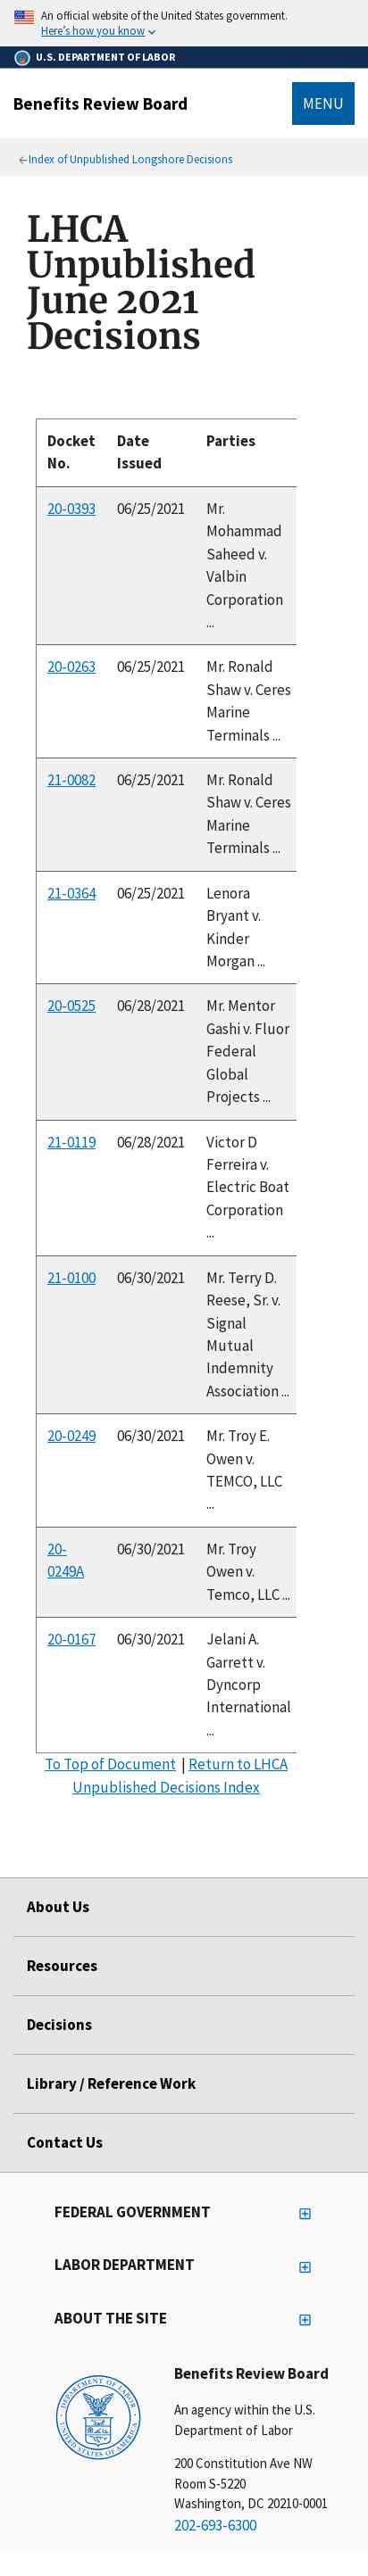 An official website of the United States government.
Here's how you know
U.S. DEPARTMENT OF LABOR
Benefits Review Board
MENU
Index of Unpublished Longshore Decisions
LHCA
Unpublished
June 2021
Decisions
Docket No. Date Issued Parties
20-0393 06/25/2021 Mr.
Mohammad
Saheed v.
Valbin
Corporation
...
20-0263 06/25/2021 Mr. Ronald
Shaw v. Ceres
Marine
Terminals ...
21-0082 06/25/2021 Mr. Ronald
Shaw v. Ceres
Marine
Terminals ...
21-0364 06/25/2021 Lenora
Bryant v.
Kinder
Morgan ...
20-0525 06/28/2021 Mr. Mentor
Gashi v. Fluor
Federal
Global
Projects ...
21-0119 06/28/2021 Victor D
Ferreira v.
Electric Boat
Corporation
...
21-0100 06/30/2021 Mr. Terry D.
Reese, Sr. v.
Signal
Mutual
Indemnity
Association ...
20-0249 06/30/2021 Mr. Troy E.
Owen v.
TEMCO, LLC
...
20-0249A 06/30/2021 Mr. Troy
Owen v.
Temco, LLC ...
20-0167 06/30/2021 Jelani A.
Garrett v.
Dyncorp
International
...
To Top of Document | Return to LHCA
Unpublished Decisions Index
About Us
Resources
Decisions
Library / Reference Work
Contact Us
FEDERAL GOVERNMENT
LABOR DEPARTMENT
ABOUT THE SITE
DEPARTMENT OF LABOR
UNITED STATES OF AMERICA
Benefits Review Board
An agency within the U.S.
Department of Labor
200 Constitution Ave NW
Room S-5220
Washington, DC 20210-0001
202-693-6300